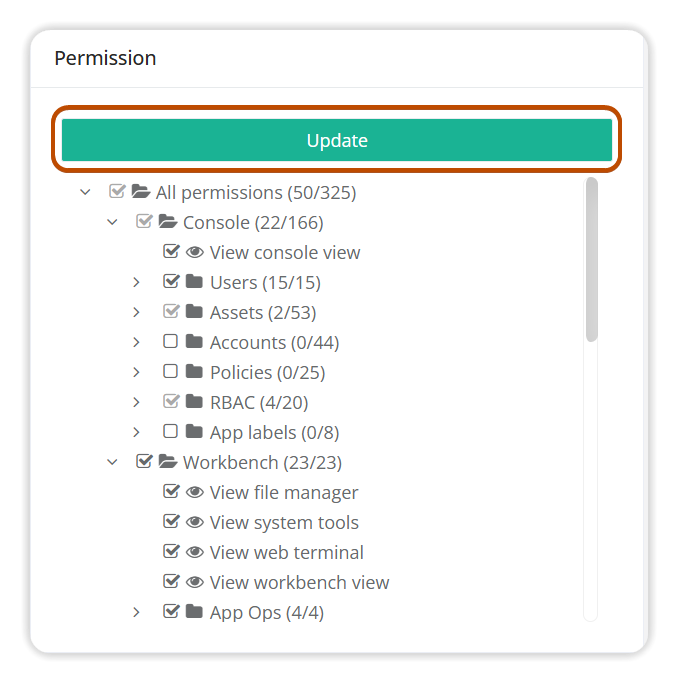 Permission
Update
All permissions (50/325)
Console (22/166)
View console view
Users (15/15)
Assets (2/53)
Accounts (0/44)
Policies (0/25)
RBAC (4/20)
App labels (0/8)
Workbench (23/23)
View file manager
View system tools
View web terminal
View workbench view
App Ops (4/4)